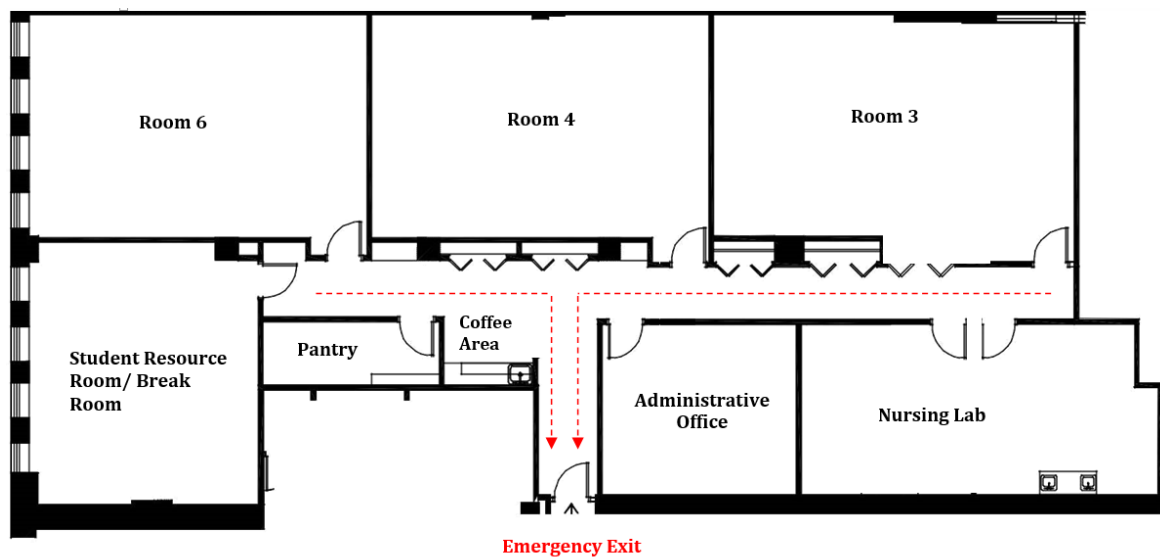 Room 6
Room 4
Room 3
Student Resource
Room/ Break
Room
Pantry
Coffee
Area
Administrative
Office
Nursing Lab
Emergency Exit